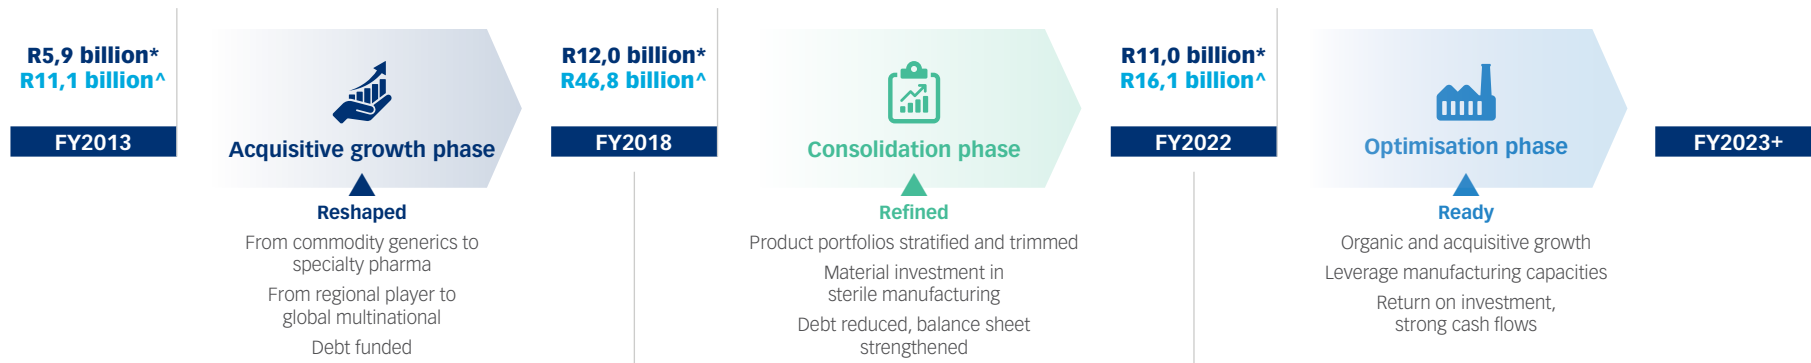 R5,9 billion*
R11,1 billion^
FY2013
Acquisitive growth phase
Reshaped
From commodity generics to
specialty pharma
From regional player to
global multinational
Debt funded
R12,0 billion*
R46,8 billion^
FY2018
Consolidation phase
Refined
Product portfolios stratified and trimmed
Material investment in
sterile manufacturing
Debt reduced, balance sheet
strengthened
R11,0 billion*
R16,1 billion^
FY2022
Optimisation phase
Ready
Organic and acquisitive growth
Leverage manufacturing capacities
Return on investment,
strong cash flows
FY2023+